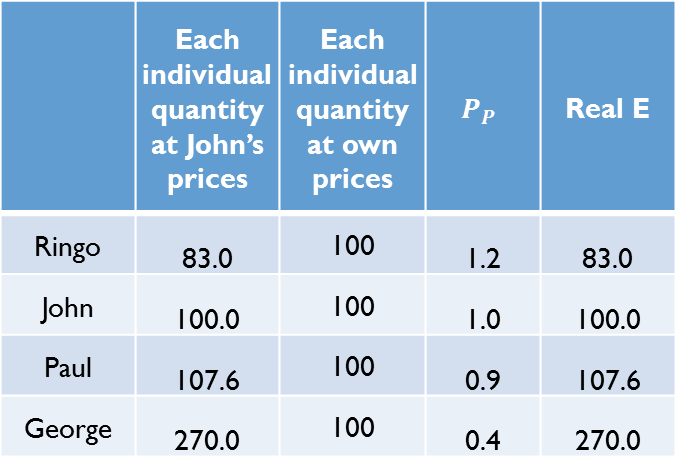 Each individual quantity at John's prices | Each individual quantity at own prices | P_P | Real E
Ringo 83.0 100 1.2 83.0
John 100.0 100 1.0 100.0
Paul 107.6 100 0.9 107.6
George 270.0 100 0.4 270.0